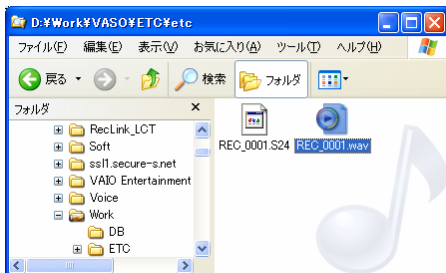 D:¥Work¥VASO¥ETC¥etc
ファイル(F) 編集(E) 表示(V) お気に入り(A) ツール(T) ヘルプ(H)
戻る 検索 フォルダ
フォルダ
RecLink_LCT
Soft
ssl1.secure-s.net
VAIO Entertainment
Voice
Work
DB
ETC
REC_0001.S24 REC_0001.wav